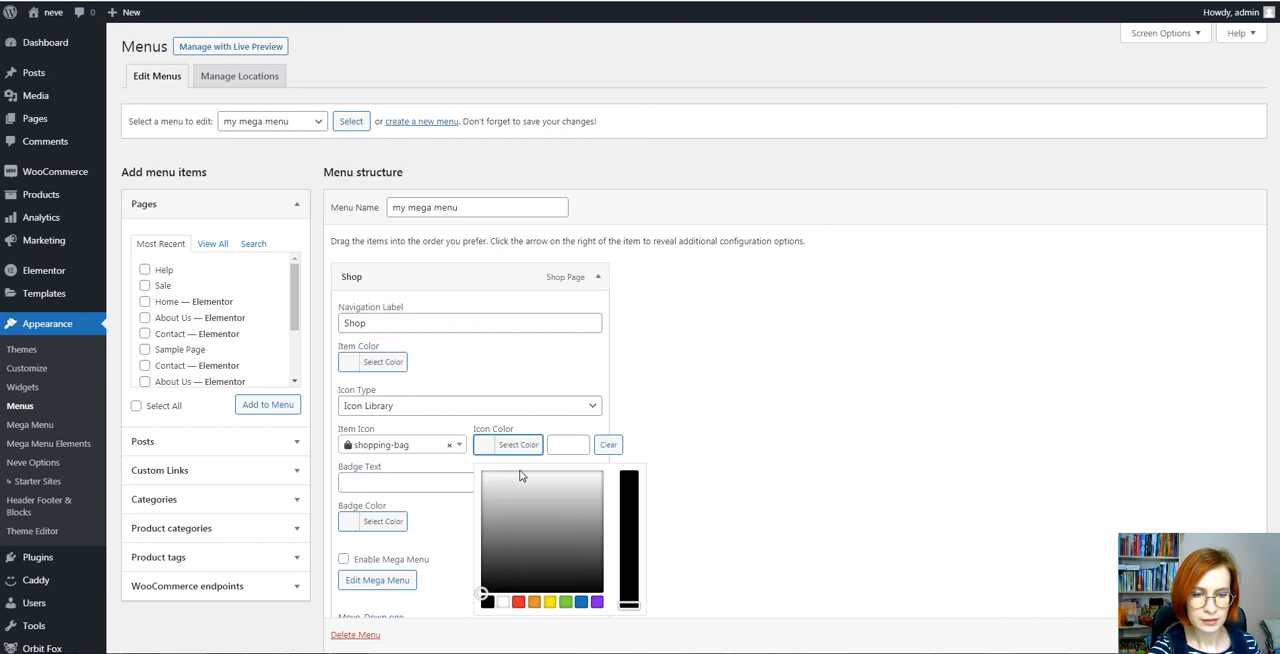 neve
0
New
Howdy, admin
Dashboard
Posts
Media
Pages
Comments
WooCommerce
Products
Analytics
Marketing
Elementor
Templates
Appearance
Themes
Customize
Widgets
Menus
Mega Menu
Mega Menu Elements
Neve Options
↳ Starter Sites
Header Footer &
Blocks
Theme Editor
Plugins
Caddy
Users
Tools
Orbit Fox
Screen Options
Help
Menus
Manage with Live Preview
Edit Menus
Manage Locations
Select a menu to edit:
my mega menu
Select
or create a new menu. Don't forget to save your changes!
Add menu items
Pages
Most Recent
View All
Search
Help
Sale
Home — Elementor
About Us — Elementor
Contact — Elementor
Sample Page
Contact — Elementor
About Us — Elementor
Select All
Add to Menu
Posts
Custom Links
Categories
Product categories
Product tags
WooCommerce endpoints
Menu structure
Menu Name
my mega menu
Drag the items into the order you prefer. Click the arrow on the right of the item to reveal additional configuration options.
Shop
Shop Page
Navigation Label
Shop
Item Color
Select Color
Icon Type
Icon Library
Item Icon
Icon Color
shopping-bag
×
Select Color
Clear
Badge Text
Badge Color
Select Color
Enable Mega Menu
Edit Mega Menu
Move Down one
Delete Menu